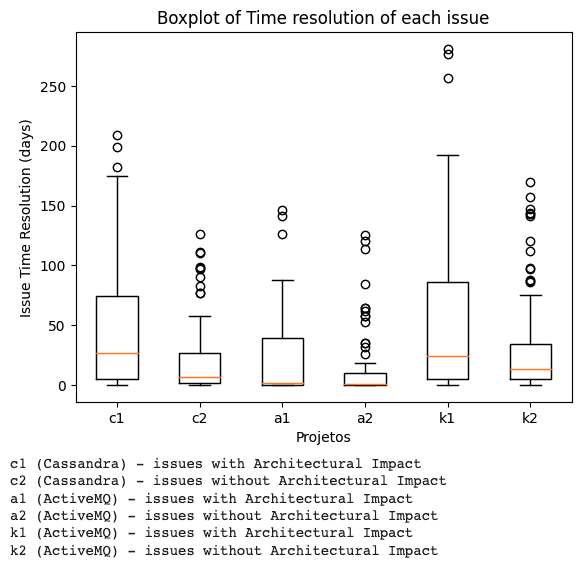 Boxplot of Time resolution of each issue
Issue Time Resolution (days)
250
200
150
100
50
0
c1 c2 a1 a2 k1 k2
Projetos
c1 (Cassandra) - issues with Architectural Impact
c2 (Cassandra) - issues without Architectural Impact
a1 (ActiveMQ) - issues with Architectural Impact
a2 (ActiveMQ) - issues without Architectural Impact
k1 (ActiveMQ) - issues with Architectural Impact
k2 (ActiveMQ) - issues without Architectural Impact